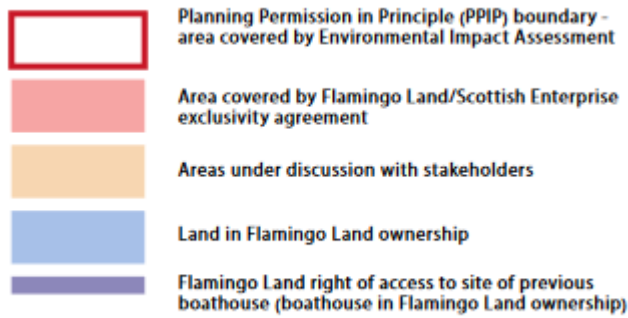 Planning Permission in Principle (PPIP) boundary -
area covered by Environmental Impact Assessment
Area covered by Flamingo Land/Scottish Enterprise
exclusivity agreement
Areas under discussion with stakeholders
Land in Flamingo Land ownership
Flamingo Land right of access to site of previous
boathouse (boathouse in Flamingo Land ownership)